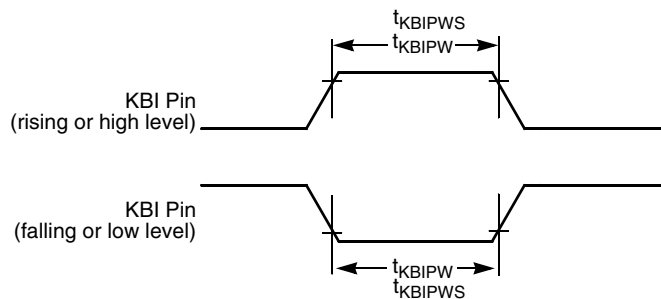 tKBIPWS
tKBIPW
KBI Pin
(rising or high level)
KBI Pin
(falling or low level)
tKBIPW
tKBIPWS